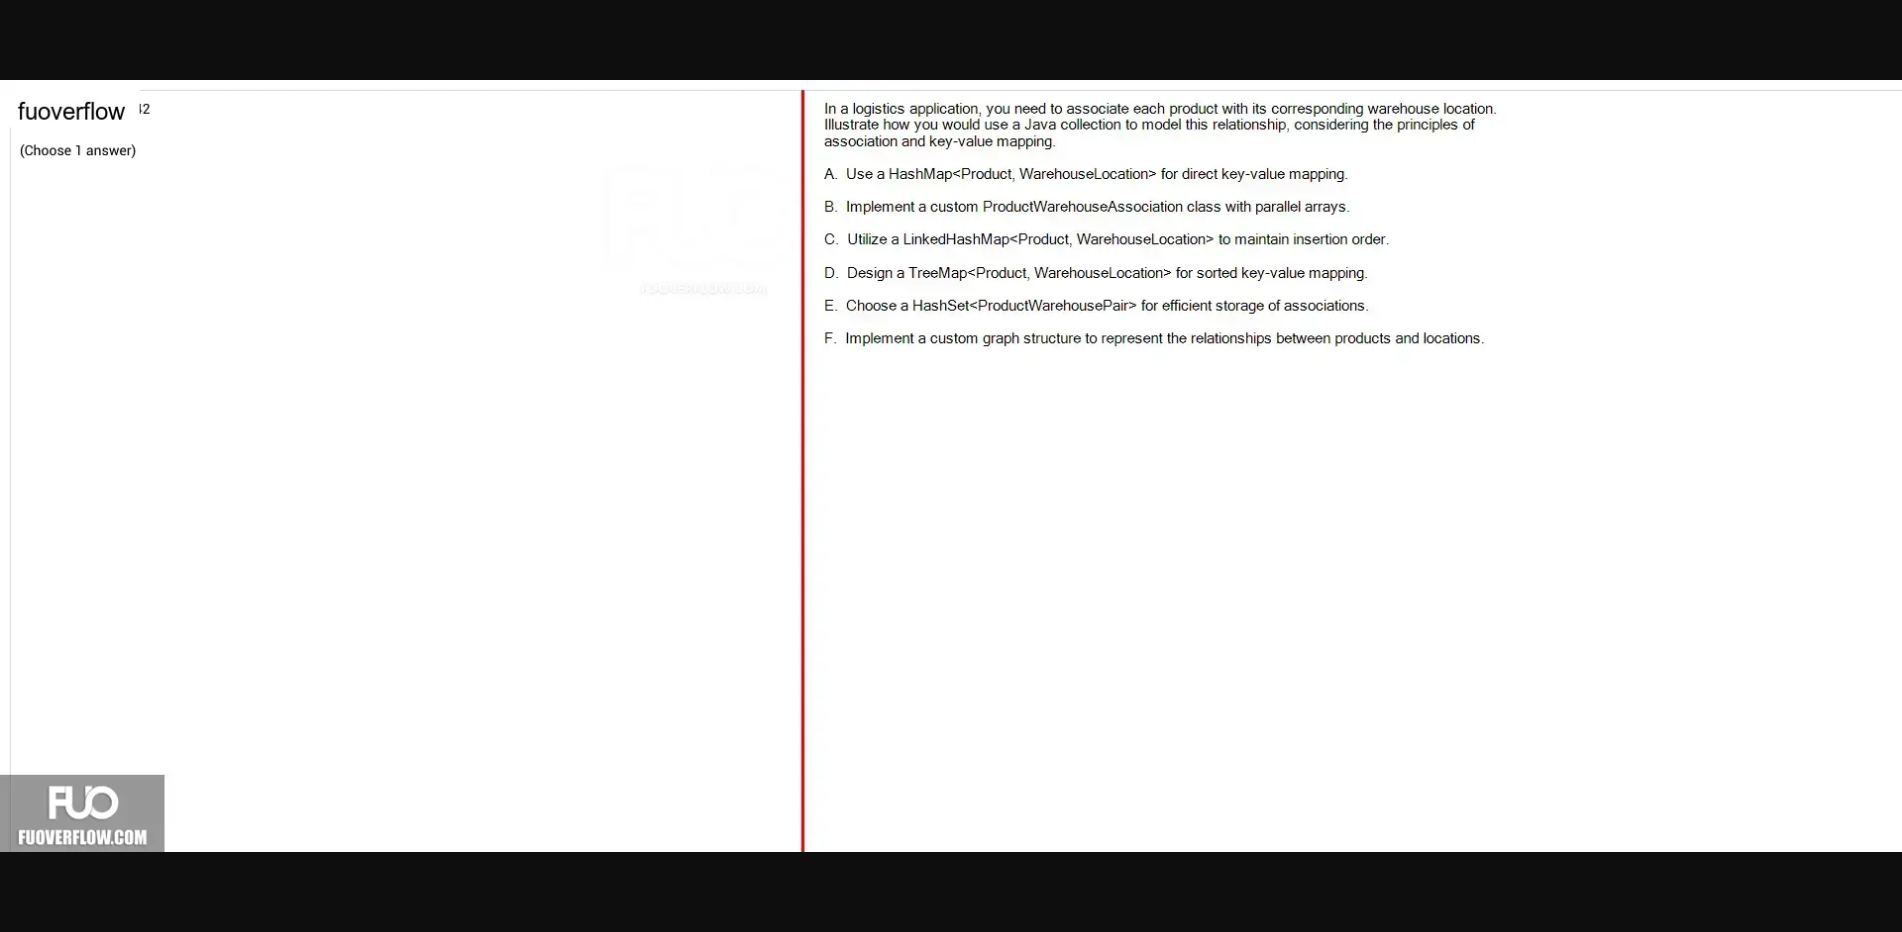 fuoverflow
42
(Choose 1 answer)
In a logistics application, you need to associate each product with its corresponding warehouse location.
Illustrate how you would use a Java collection to model this relationship, considering the principles of
association and key-value mapping.
A. Use a HashMap<Product, WarehouseLocation> for direct key-value mapping.
B. Implement a custom ProductWarehouseAssociation class with parallel arrays.
C. Utilize a LinkedHashMap<Product, WarehouseLocation> to maintain insertion order.
D. Design a TreeMap<Product, WarehouseLocation> for sorted key-value mapping.
E. Choose a HashSet<ProductWarehousePair> for efficient storage of associations.
F. Implement a custom graph structure to represent the relationships between products and locations.
FUOVERFLOW.COM
FUO
FUOVERFLOW.COM